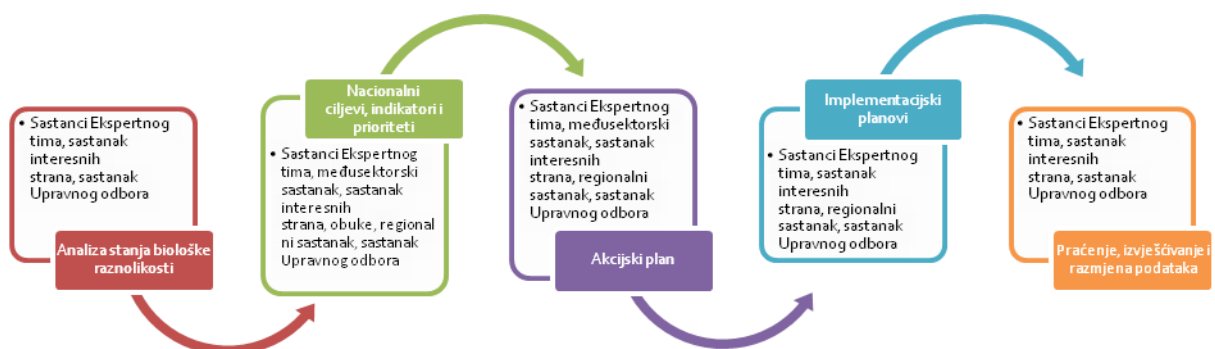 • Sastanci Ekspertnog
tima, sastanak
interesnih
strana, sastanak
Upravnog odbora
Analiza stanja biološke
raznolikosti
Nacionalni
ciljevi, indikatori i
prioriteti
• Sastanci Ekspertnog
tima, međusektorski
sastanak, sastanak
interesnih
strana, obuke, regional
ni sastanak, sastanak
Upravnog odbora
• Sastanci Ekspertnog
tima, međusektorski
sastanak, sastanak
interesnih
strana, regionalni
sastanak, sastanak
Upravnog odbora
Akcijski plan
Implementacijski
planovi
• Sastanci Ekspertnog
tima, sastanak
interesnih
strana, regionalni
sastanak, sastanak
Upravnog odbora
• Sastanci Ekspertnog
tima, sastanak
interesnih
strana, sastanak
Upravnog odbora
Praćenje, izvješćivanje i
razmjena podataka